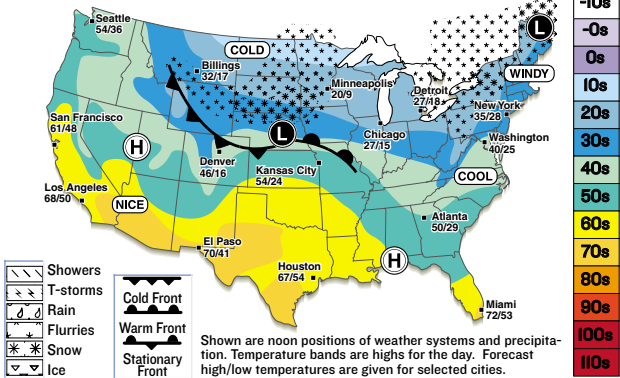 Seattle
54/36
COLD
Billings
32/17
Minneapolis
20/9
Detroit
27/18
L
WINDY
New York
35/28
San Francisco
61/48
H
L
Chicago
27/15
Washington
40/25
Denver
46/16
Kansas City
54/24
COOL
Los Angeles
68/50
NICE
Atlanta
50/29
El Paso
70/41
Houston
67/54
H
Miami
72/53
-10s
-0s
0s
10s
20s
30s
40s
50s
60s
70s
80s
90s
100s
110s
Showers
T-storms
Rain
Flurries
Snow
Ice
Cold Front
Warm Front
Stationary
Front
Shown are noon positions of weather systems and precipita-
tion. Temperature bands are highs for the day. Forecast
high/low temperatures are given for selected cities.